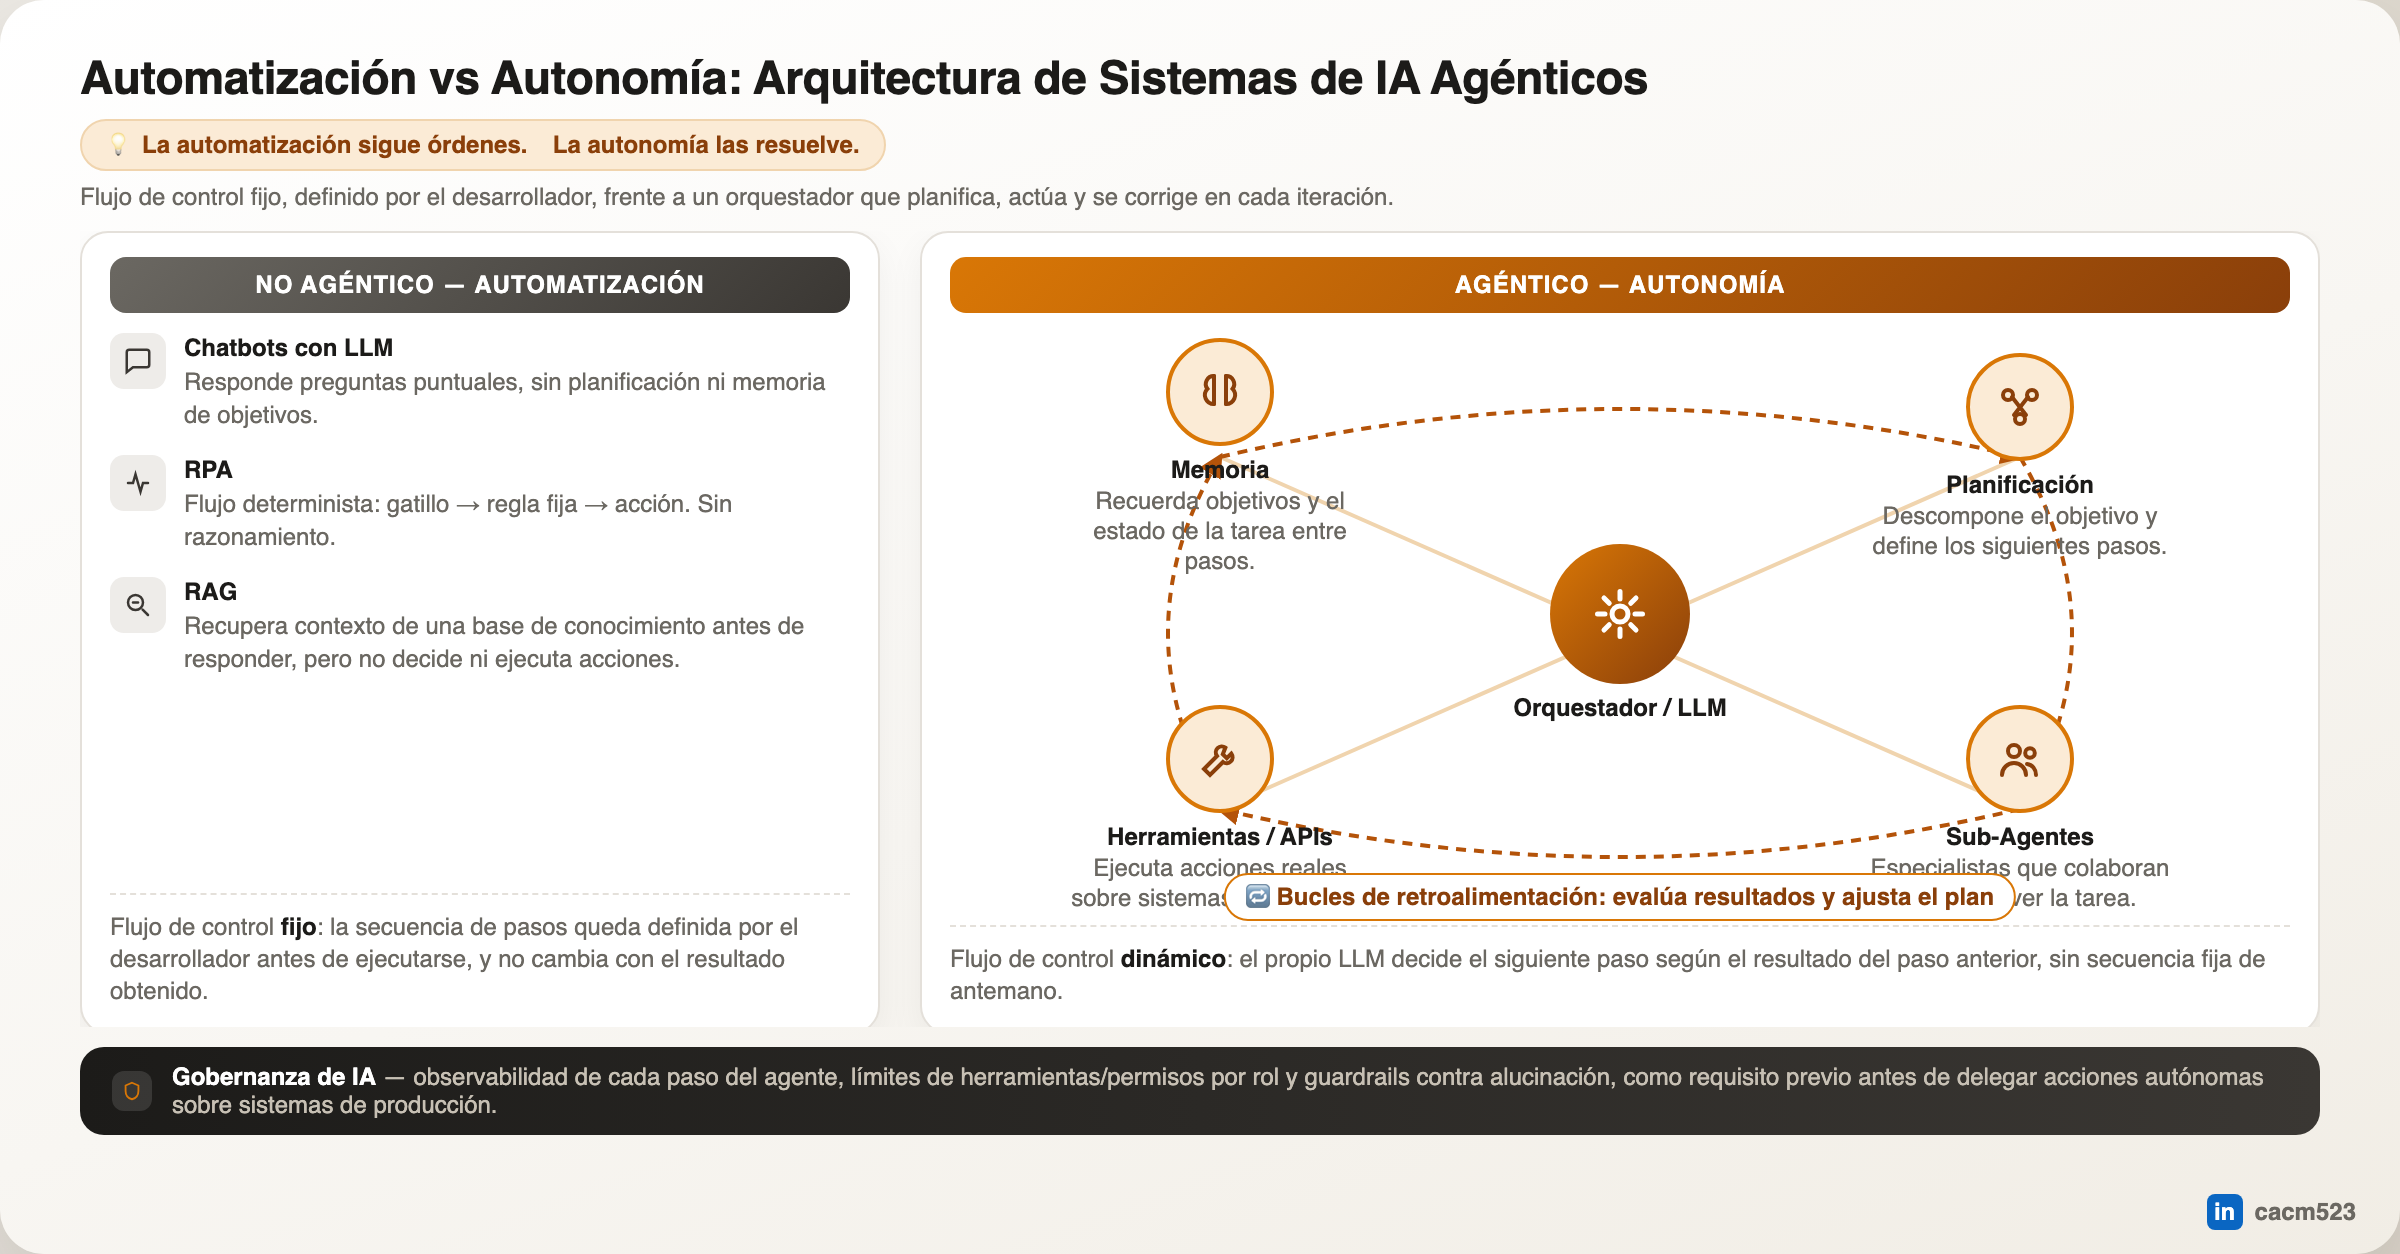 Automatización vs Autonomía: Arquitectura de Sistemas de IA Agénticos
La automatización sigue órdenes. La autonomía las resuelve.
Flujo de control fijo, definido por el desarrollador, frente a un orquestador que planifica, actúa y se corrige en cada iteración.
NO AGÉNTICO — AUTOMATIZACIÓN
Chatbots con LLM
Responde preguntas puntuales, sin planificación ni memoria
de objetivos.
RPA
Flujo determinista: gatillo → regla fija → acción. Sin
razonamiento.
RAG
Recupera contexto de una base de conocimiento antes de
responder, pero no decide ni ejecuta acciones.
Flujo de control fijo: la secuencia de pasos queda definida por el
desarrollador antes de ejecutarse, y no cambia con el resultado
obtenido.
AGÉNTICO — AUTONOMÍA
Memoria
Recuerda objetivos y el
estado de la tarea entre
pasos.
Planificación
Descompone el objetivo y
define los siguientes pasos.
Orquestador / LLM
Herramientas / APIs
Ejecuta acciones reales
sobre sistemas
Sub-Agentes
Especialistas que colaboran
la tarea.
Bucles de retroalimentación: evalúa resultados y ajusta el plan
Flujo de control dinámico: el propio LLM decide el siguiente paso según el resultado del paso anterior, sin secuencia fija de
antemano.
Gobernanza de IA — observabilidad de cada paso del agente, límites de herramientas/permisos por rol y guardrails contra alucinación, como requisito previo antes de delegar acciones autónomas
sobre sistemas de producción.
in cacm523